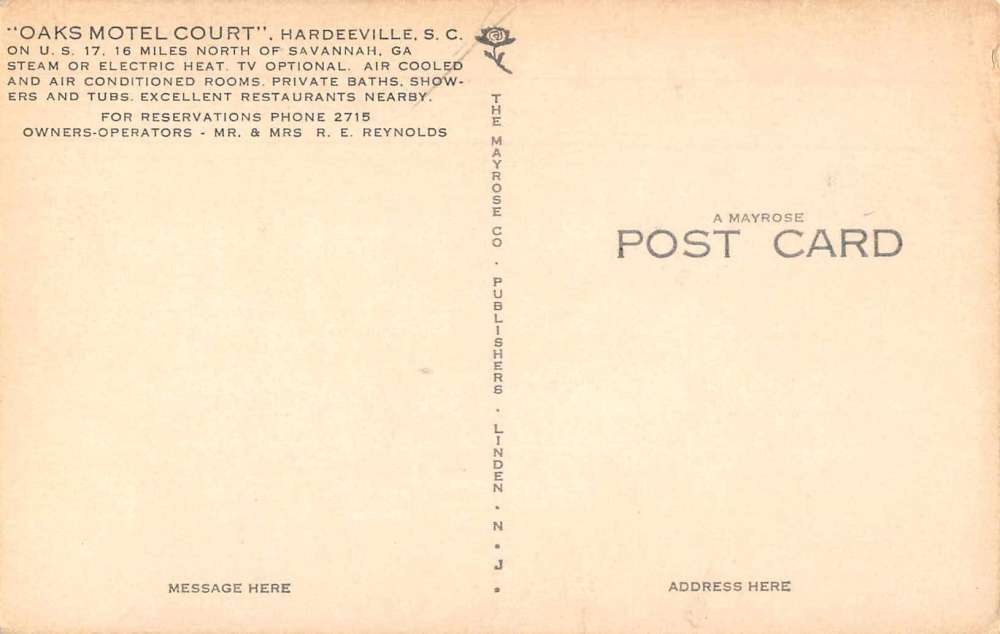 "OAKS MOTEL COURT", HARDEEVILLE, S. C.
ON U. S. 17, 16 MILES NORTH OF SAVANNAH, GA
STEAM OR ELECTRIC HEAT. TV OPTIONAL. AIR COOLED
AND AIR CONDITIONED ROOMS. PRIVATE BATHS, SHOW-
ERS AND TUBS. EXCELLENT RESTAURANTS NEARBY.
FOR RESERVATIONS PHONE 2715
OWNERS-OPERATORS - MR. & MRS R. E. REYNOLDS
THE MAYROSE CO. PUBLISHERS. LINDEN. N. J.
A MAYROSE
POST CARD
MESSAGE HERE
ADDRESS HERE